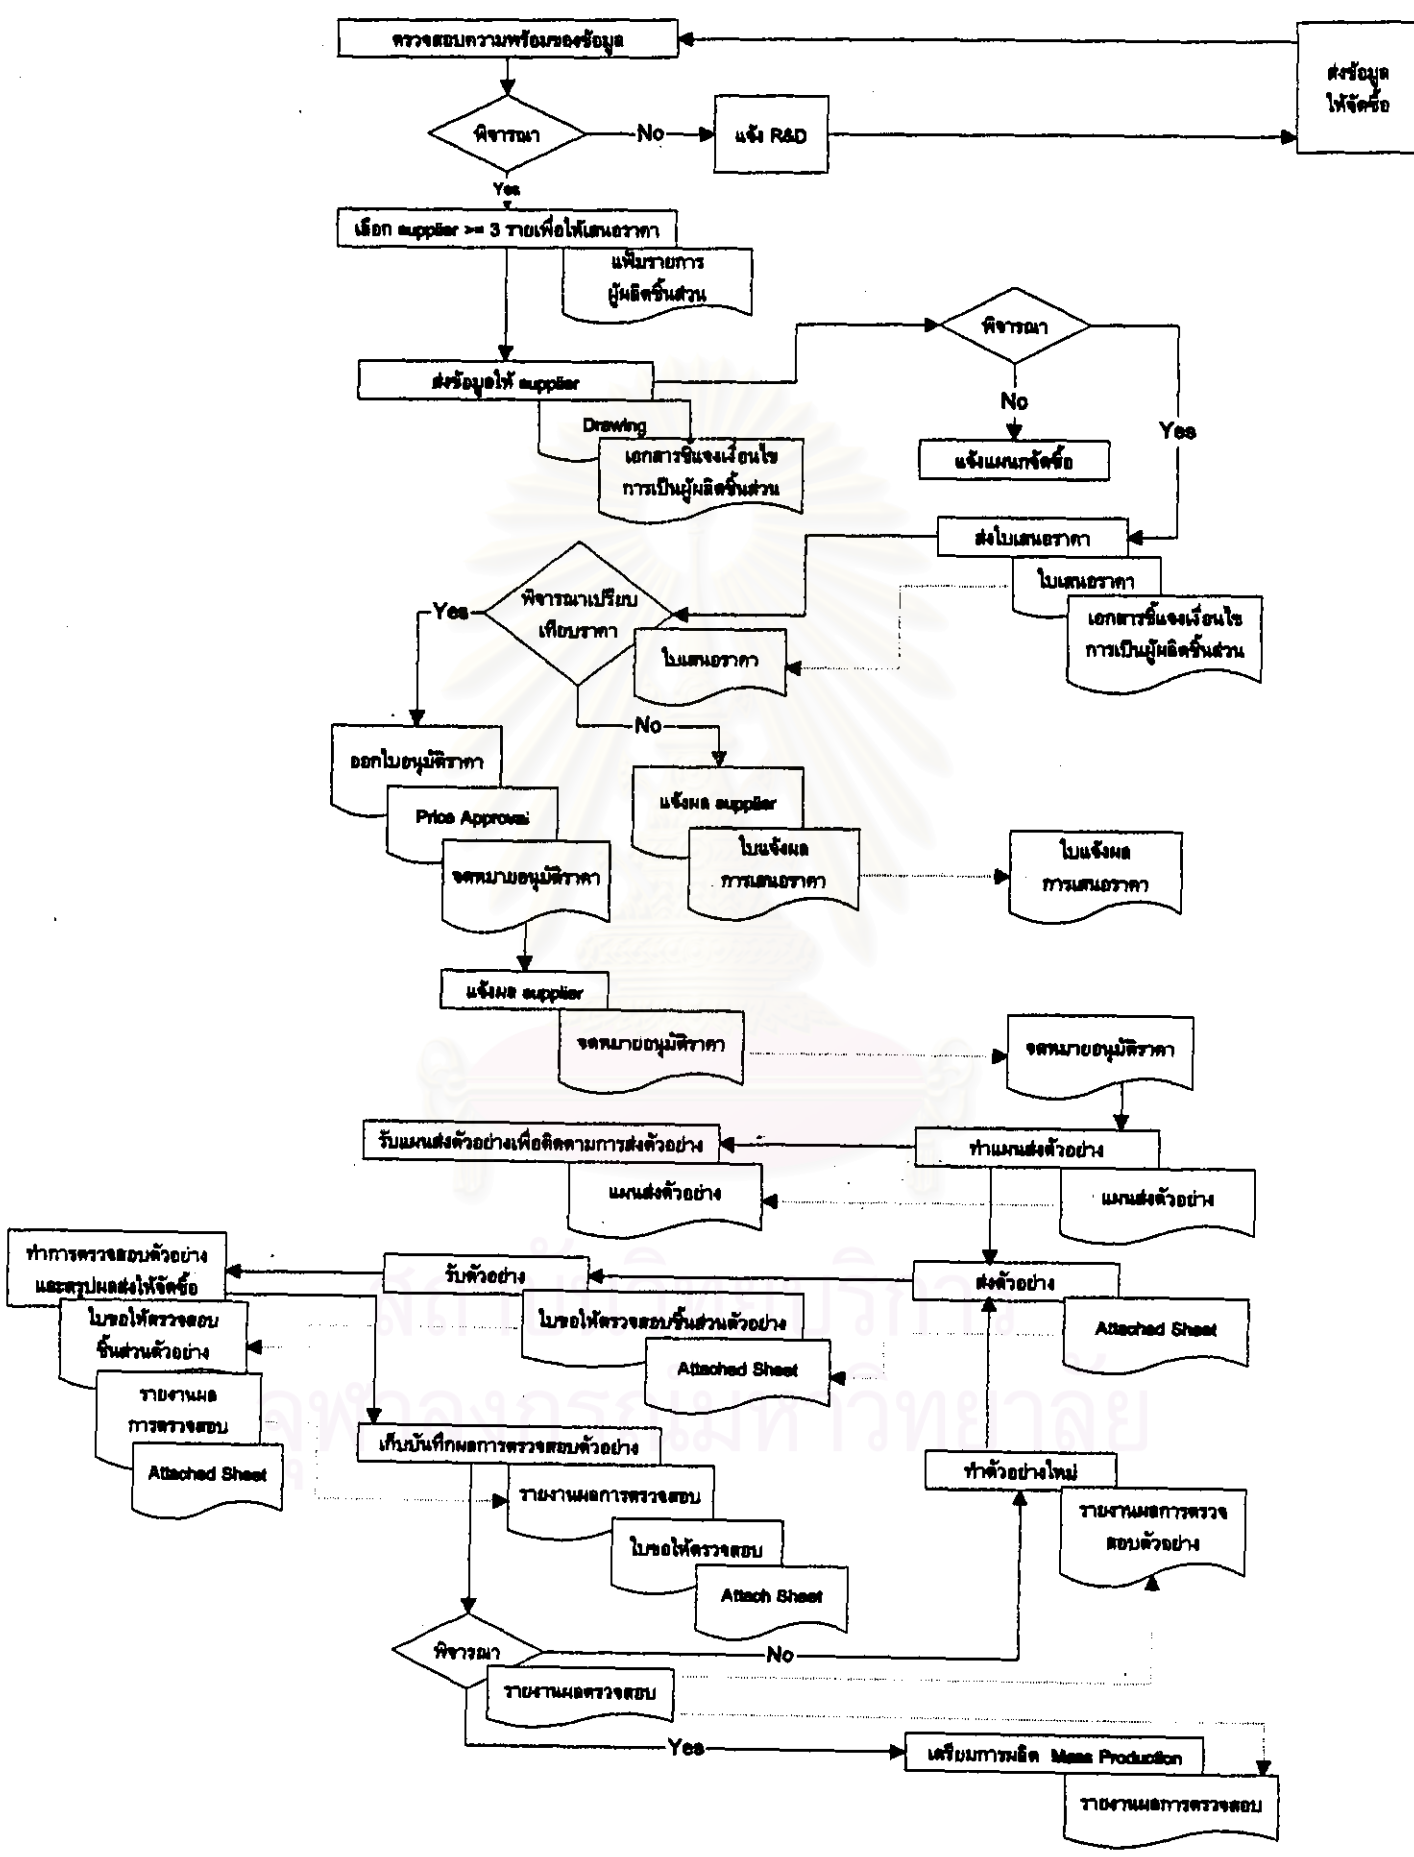 ตรวจสอบความพร้อมของข้อมูล
ส่งข้อมูล
ให้จัดซื้อ
พิจารณา
No
แจ้ง R&D
Yes
เลือก supplier >= 3 รายเพื่อให้เสนอราคา
แฟ้มรายการ
ผู้ผลิตชิ้นส่วน
พิจารณา
ส่งข้อมูลให้ supplier
No
Yes
Drawing
เอกสารชี้แจงเงื่อนไข
การเป็นผู้ผลิตชิ้นส่วน
แจ้งแผนกจัดซื้อ
ส่งใบเสนอราคา
ใบเสนอราคา
เอกสารชี้แจงเงื่อนไข
การเป็นผู้ผลิตชิ้นส่วน
พิจารณาเปรียบ
เทียบราคา
Yes
ใบเสนอราคา
No
ออกใบอนุมัติราคา
Price Approval
จดหมายอนุมัติราคา
แจ้งผล supplier
ใบแจ้งผล
การเสนอราคา
ใบแจ้งผล
การเสนอราคา
แจ้งผล supplier
จดหมายอนุมัติราคา
จดหมายอนุมัติราคา
รับแผนส่งตัวอย่างเพื่อติดตามการส่งตัวอย่าง
ทำแผนส่งตัวอย่าง
แผนส่งตัวอย่าง
แผนส่งตัวอย่าง
ทำการตรวจสอบตัวอย่าง
และสรุปผลส่งให้จัดซื้อ
รับตัวอย่าง
ส่งตัวอย่าง
ใบขอให้ตรวจสอบ
ชิ้นส่วนตัวอย่าง
ใบขอให้ตรวจสอบชิ้นส่วนตัวอย่าง
Attached Sheet
Attached Sheet
รายงานผล
การตรวจสอบ
Attached Sheet
เก็บบันทึกผลการตรวจสอบตัวอย่าง
ทำตัวอย่างใหม่
รายงานผลการตรวจสอบ
ใบขอให้ตรวจสอบ
Attach Sheet
รายงานผลการตรวจ
สอบตัวอย่าง
พิจารณา
No
รายงานผลตรวจสอบ
Yes
เตรียมการผลิต Mass Production
รายงานผลการตรวจสอบ
สถาบันวิทยบริการ
จุฬาลงกรณ์มหาวิทยาลัย